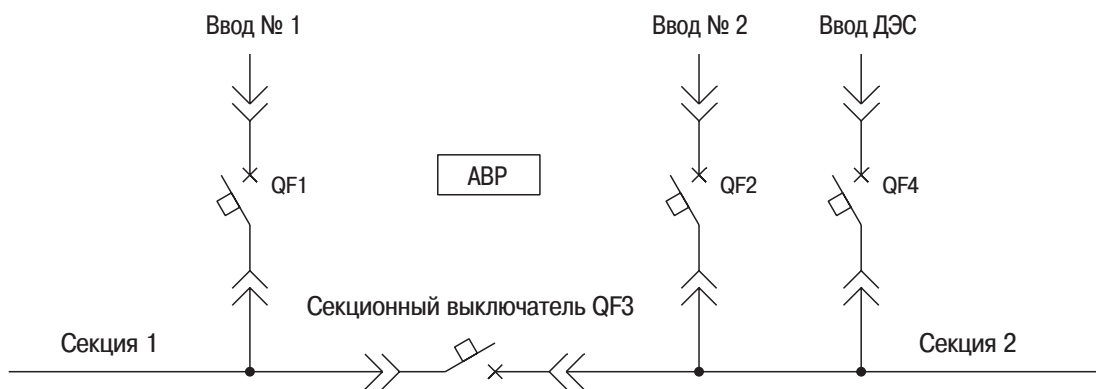 Ввод № 1
Ввод № 2
Ввод ДЭС
АВР
QF1
QF2
QF4
Секционный выключатель QF3
Секция 1
Секция 2